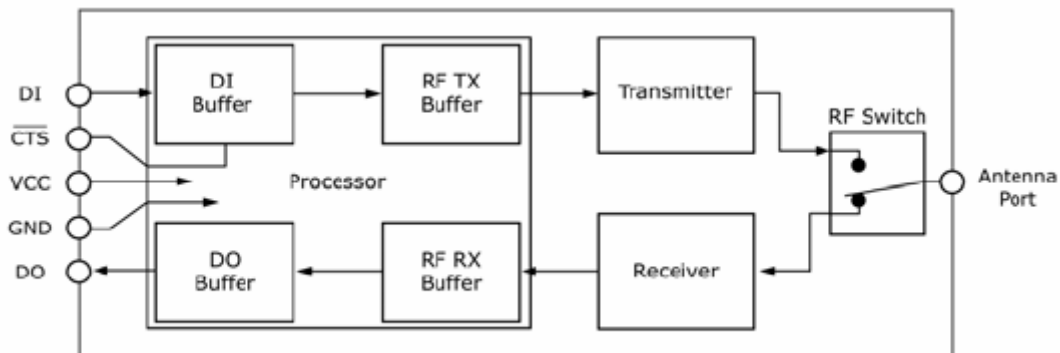 DI
CTS
VCC
GND
DO
DI
Buffer
RF TX
Buffer
Processor
DO
Buffer
RF RX
Buffer
Transmitter
Receiver
RF Switch
Antenna
Port